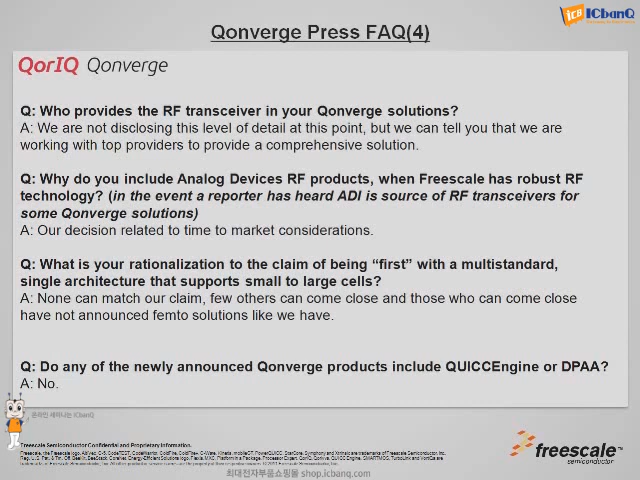 ICbanQ
Qonverge Press FAQ(4)
QorIQ Qonverge
Q: Who provides the RF transceiver in your Qonverge solutions?
A: We are not disclosing this level of detail at this point, but we can tell you that we are
working with top providers to provide a comprehensive solution.
Q: Why do you include Analog Devices RF products, when Freescale has robust RF
technology? (in the event a reporter has heard ADI is source of RF transceivers for
some Qonverge solutions)
A: Our decision related to time to market considerations.
Q: What is your rationalization to the claim of being “first” with a multistandard,
single architecture that supports small to large cells?
A: None can match our claim, few others can come close and those who can come close
have not announced femto solutions like we have.
Q: Do any of the newly announced Qonverge products include QUICCEngine or DPAA?
A: No.
온라인 세미나는 ICbanQ
Freescale Semiconductor Confidential and Proprietary Information.
freescale
semiconductor
최대전자부품쇼핑몰 shop.icbanq.com